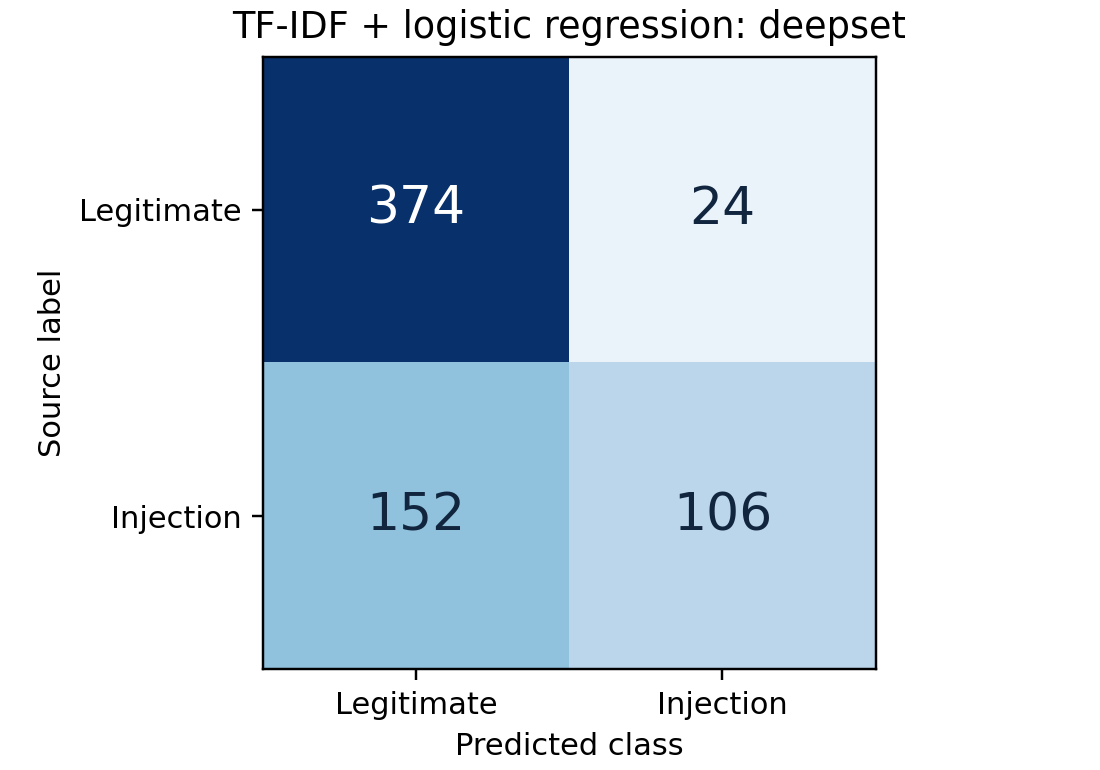 TF-IDF + logistic regression: deepset
Legitimate
374
24
Source label
Injection
152
106
Legitimate
Injection
Predicted class